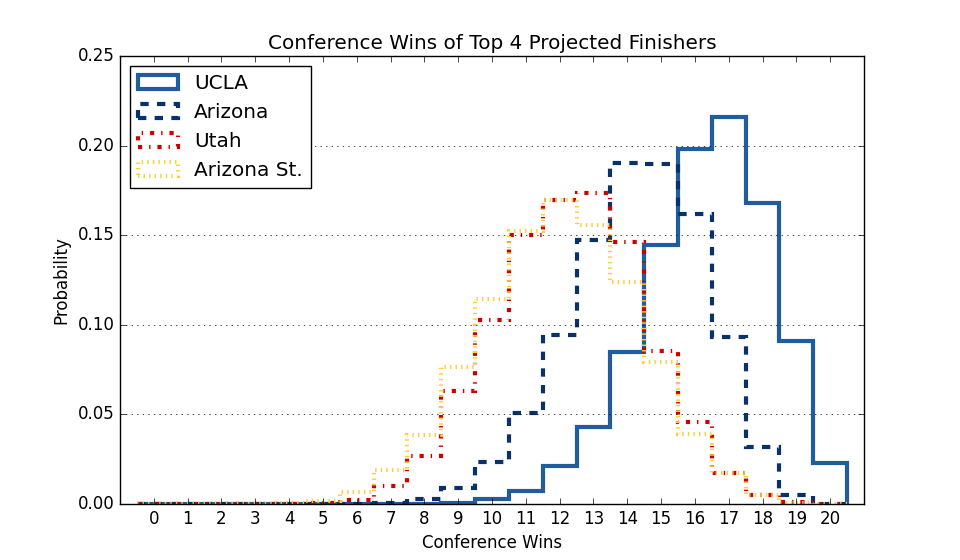 Conference Wins of Top 4 Projected Finishers
0.25
0.20
0.15
0.10
0.05
0.00
Probability
UCLA
Arizona
Utah
Arizona St.
0 1 2 3 4 5 6 7 8 9 10 11 12 13 14 15 16 17 18 19 20
Conference Wins